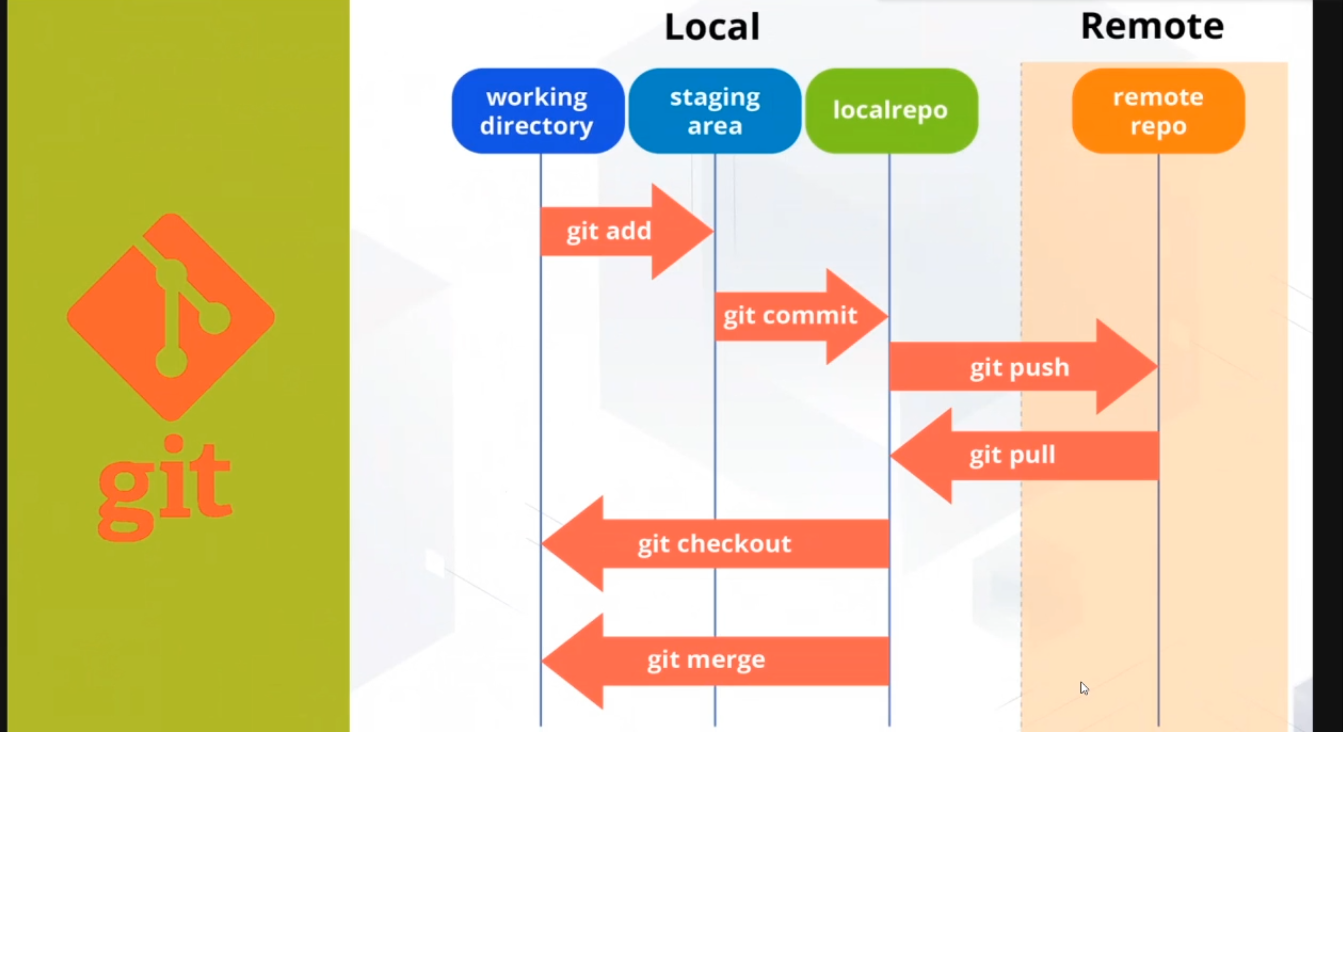 Local
Remote
working
directory
staging
area
localrepo
remote
repo
git add
git commit
git push
git pull
git checkout
git merge
git